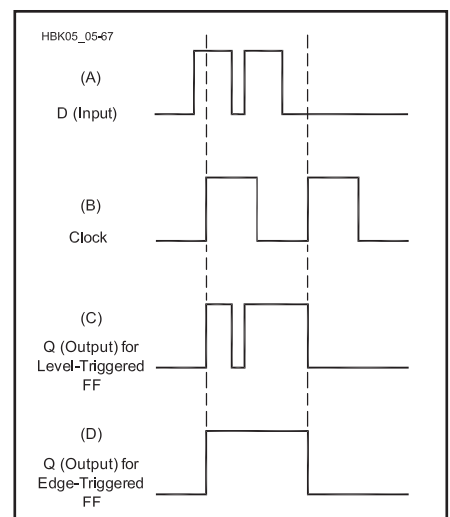 HBK05_05-67
(A)
D (Input)
(B)
Clock
(C)
Q (Output) for
Level-Triggered
FF
(D)
Q (Output) for
Edge-Triggered
FF